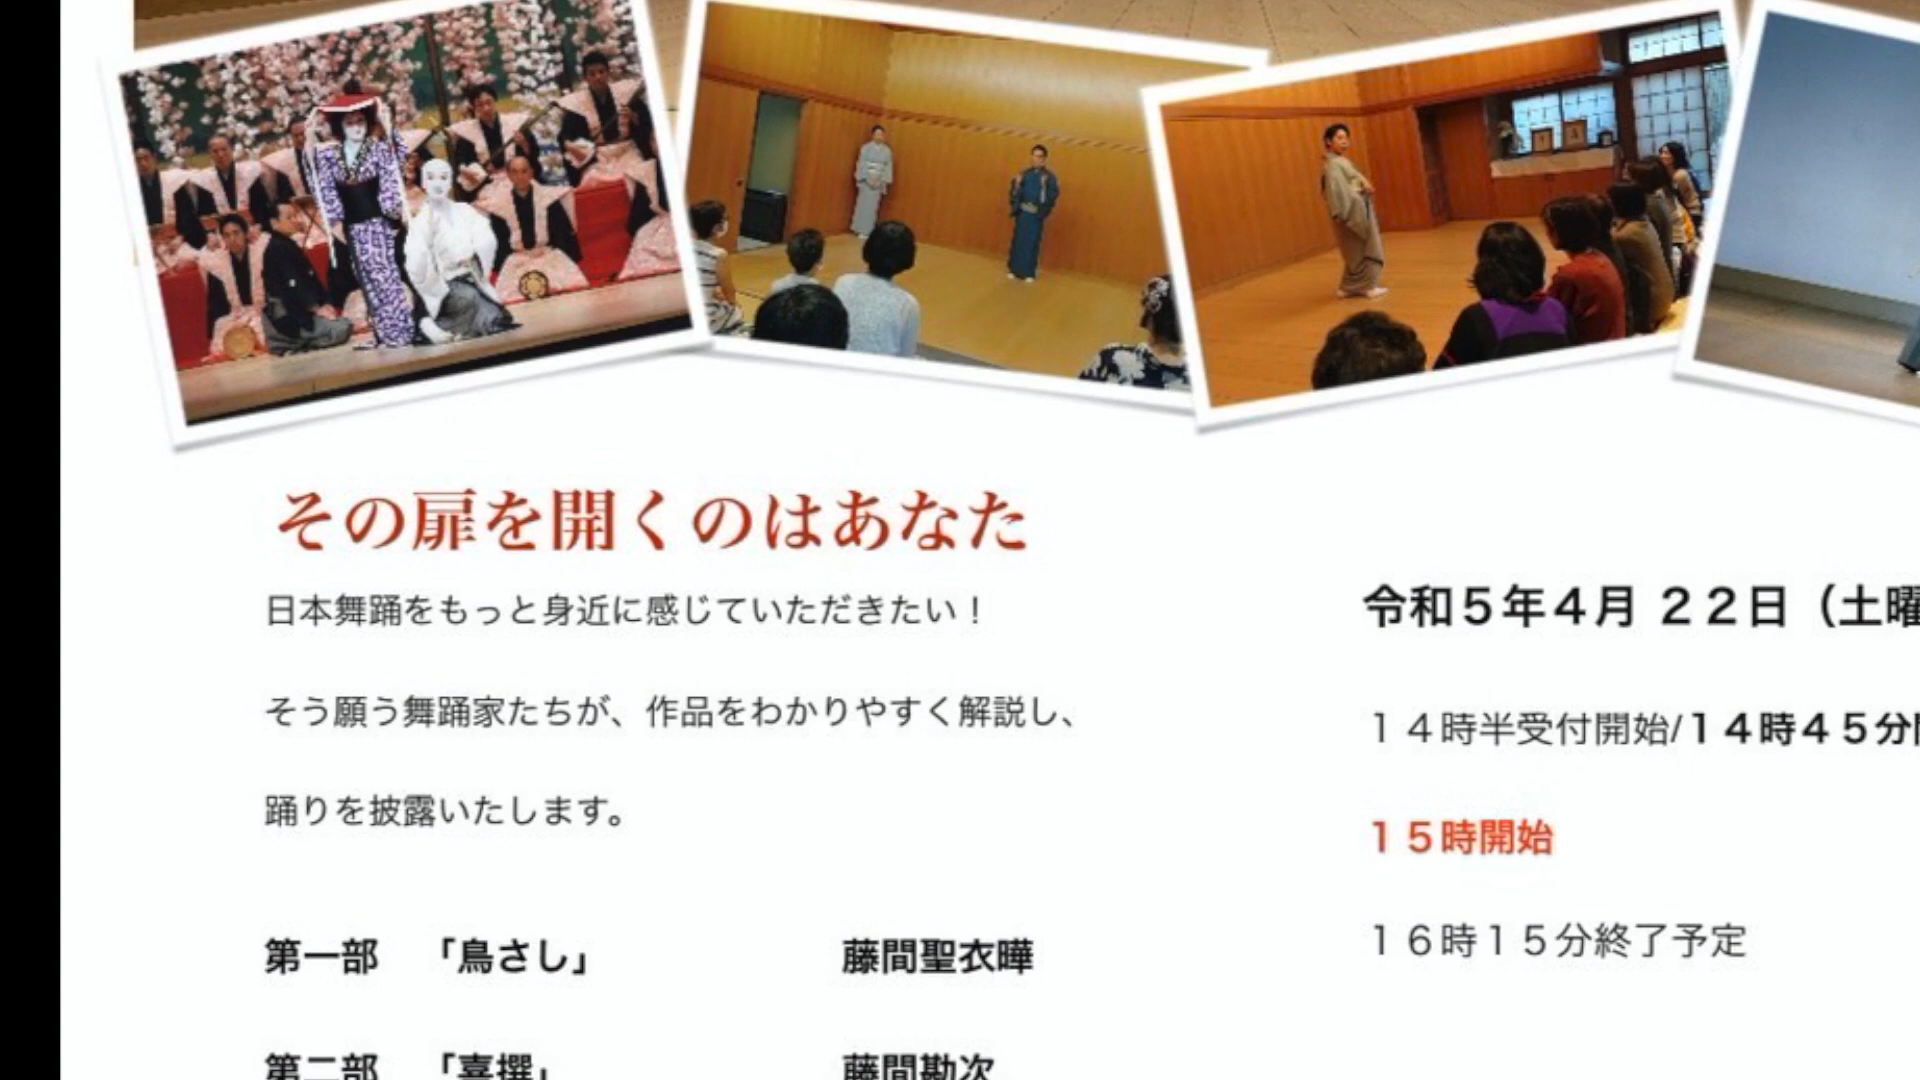 その扉を開くのはあなた
日本舞踊をもっと身近に感じていただきたい！
そう願う舞踊家たちが、作品をわかりやすく解説し、
踊りを披露いたします。
第一部 「鳥さし」 藤間聖衣曄
第二部 「喜撰」 藤間勘次
令和５年４月 ２２日（土曜
１４時半受付開始/１４時４５分開
１５時開始
１６時１５分終了予定